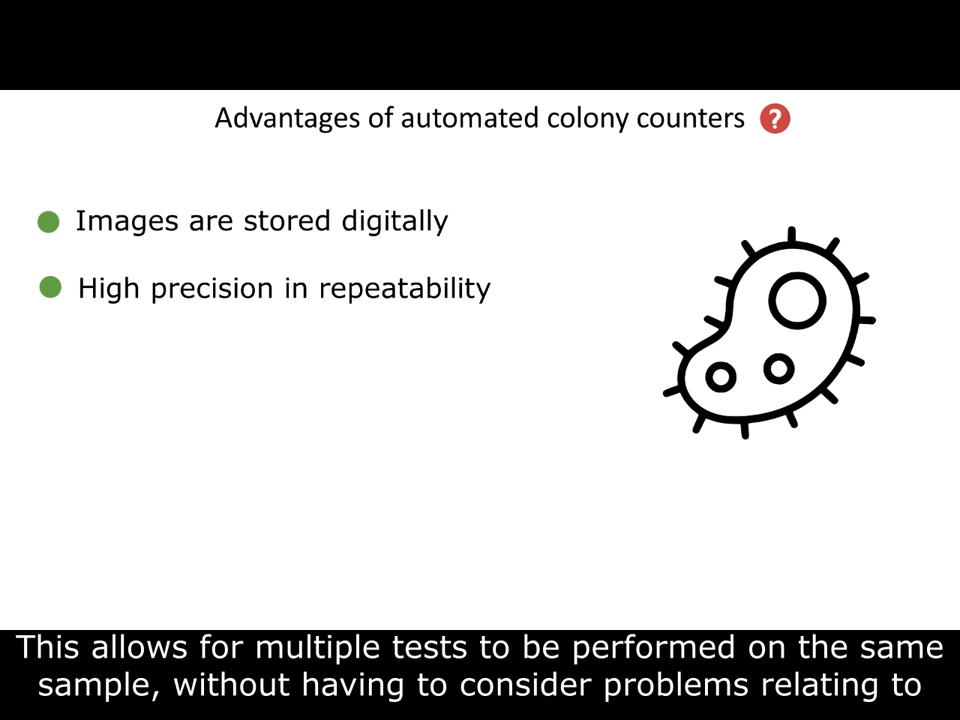 Advantages of automated colony counters ?
Images are stored digitally
High precision in repeatability
This allows for multiple tests to be performed on the same
sample, without having to consider problems relating to